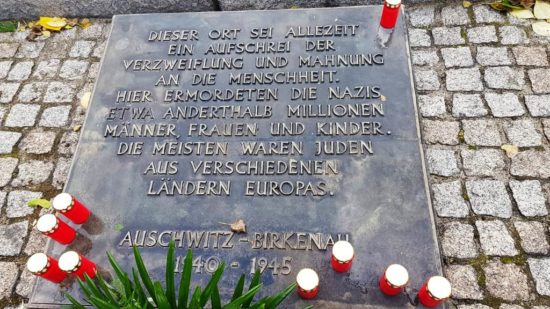 DIESER ORT SEI ALLEZEIT
EIN AUFSCHREI DER
VERZWEIFLUNG UND MAHNUNG
AN DIE MENSCHHEIT.
HIER ERMORDETEN DIE NAZIS
ETWA ANDERTHALB MILLIONEN
MÄNNER, FRAUEN UND KINDER.
DIE MEISTEN WAREN JUDEN
AUS VERSCHIEDENEN
LÄNDERN EUROPAS.
AUSCHWITZ-BIRKENAU
1940 - 1945